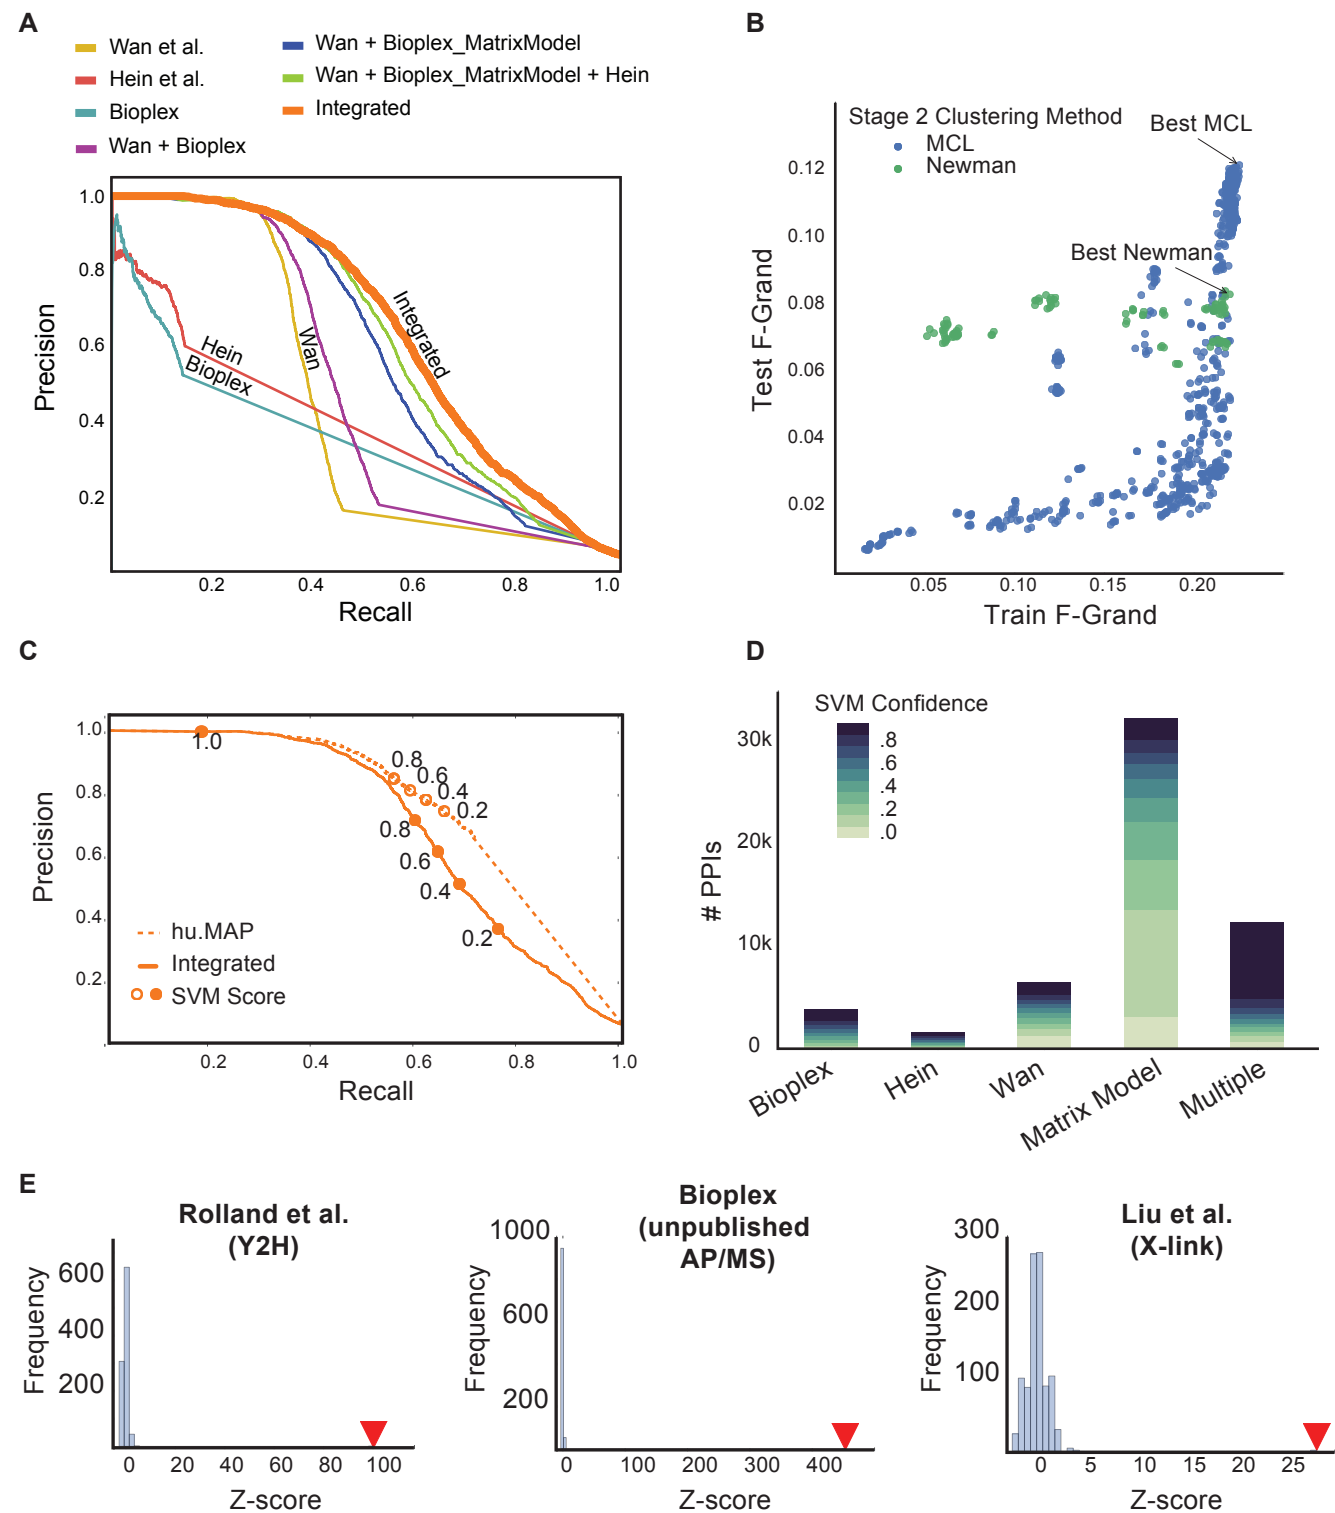 A
Wan et al.
Hein et al.
Bioplex
Wan + Bioplex
Wan + Bioplex_MatrixModel
Wan + Bioplex_MatrixModel + Hein
Integrated
1.0
0.8
0.6
0.4
0.2
Precision
Hein
Bioplex
Wan
Integrated
0.2
0.4
0.6
0.8
1.0
Recall
B
Stage 2 Clustering Method
MCL
Newman
Best MCL
Best Newman
0.12
0.10
0.08
0.06
0.04
0.02
Test F-Grand
0.05
0.10
0.15
0.20
Train F-Grand
C
1.0
0.8
0.6
0.4
0.2
Precision
1.0
0.8
0.6
0.4
0.2
0.8
0.6
0.4
0.2
hu.MAP
Integrated
SVM Score
0.2
0.4
0.6
0.8
1.0
Recall
D
SVM Confidence
.8
.6
.4
.2
.0
30k
20k
10k
0
# PPIs
Bioplex
Hein
Wan
Matrix Model
Multiple
E
Rolland et al.
(Y2H)
600
400
200
Frequency
0
20
40
60
80
100
Z-score
Bioplex
(unpublished
AP/MS)
1000
600
200
Frequency
0
100
200
300
400
Z-score
Liu et al.
(X-link)
300
200
100
Frequency
0
5
10
15
20
25
Z-score